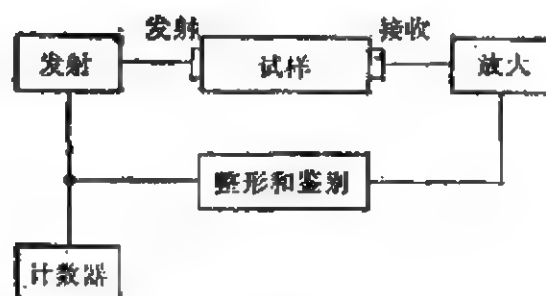 发射 接收
发射 试样 放大
整形和鉴别
计数器